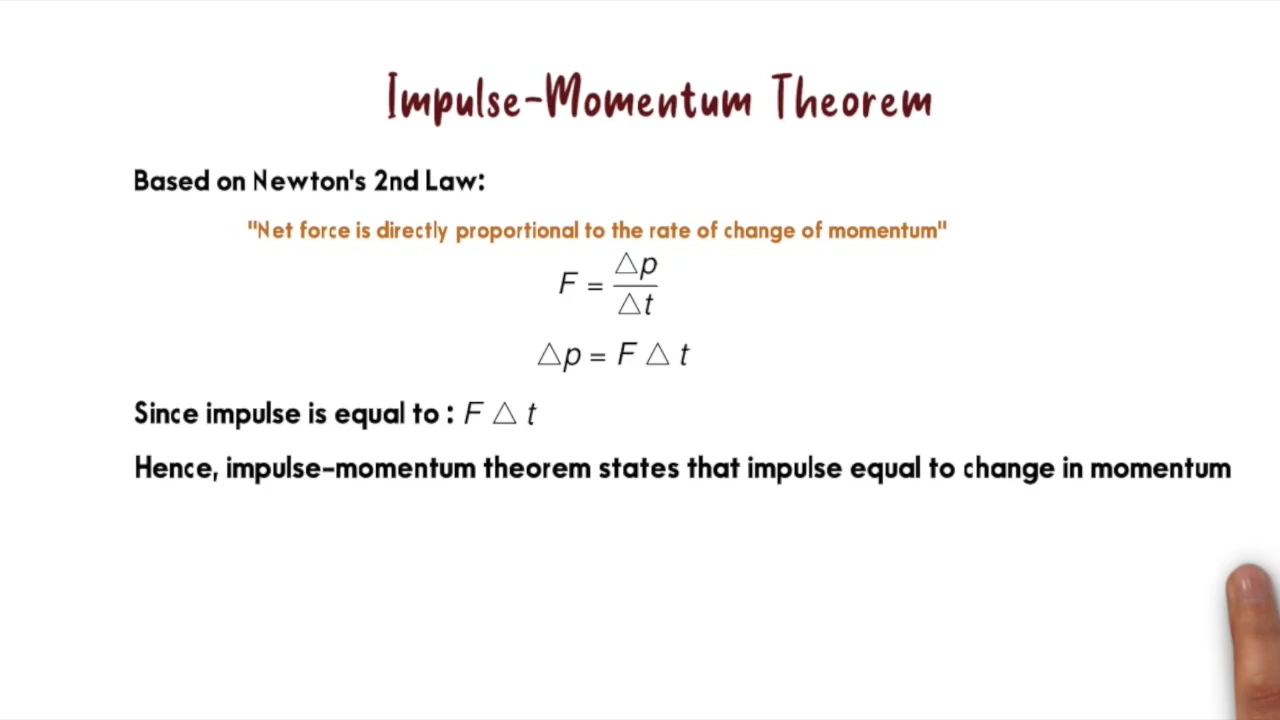 Impulse-Momentum Theorem
Based on Newton's 2nd Law:
"Net force is directly proportional to the rate of change of momentum"
F = △p / △t
△p = F △ t
Since impulse is equal to : F △ t
Hence, impulse-momentum theorem states that impulse equal to change in momentum